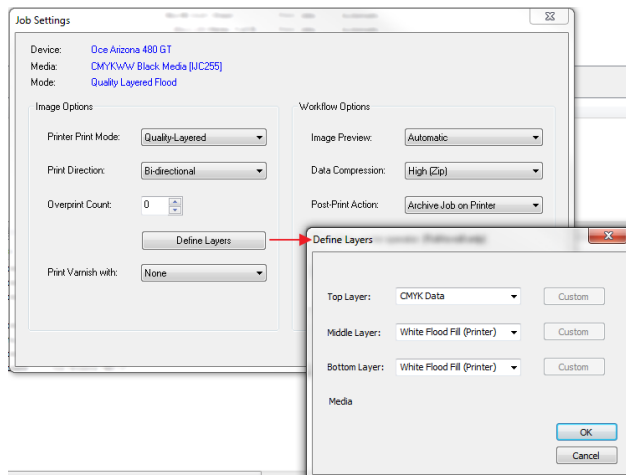 Job Settings
Device: Oce Arizona 480 GT
Media: CMYKWW Black Media [IJC255]
Mode: Quality Layered Flood
Image Options
Printer Print Mode: Quality-Layered
Print Direction: Bi-directional
Overprint Count: 0
Define Layers
Print Varnish with: None
Workflow Options
Image Preview: Automatic
Data Compression: High (Zip)
Post-Print Action: Archive Job on Printer
Define Layers
Top Layer: CMYK Data Custom
Middle Layer: White Flood Fill (Printer) Custom
Bottom Layer: White Flood Fill (Printer) Custom
Media
OK
Cancel